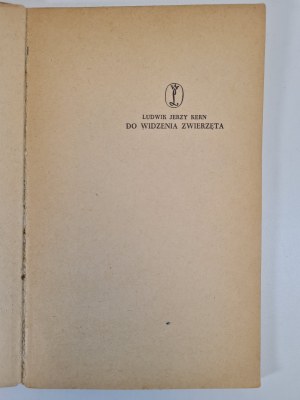 LUDWIK JERZY KERN
DO WIDZENIA ZWIERZĘTA